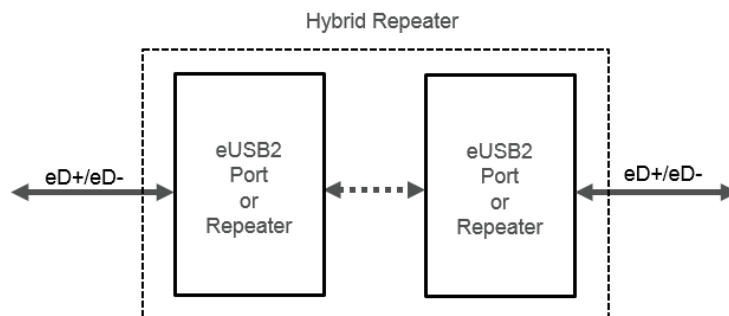 Hybrid Repeater
eD+/eD-
eUSB2
Port
or
Repeater
eUSB2
Port
or
Repeater
eD+/eD-